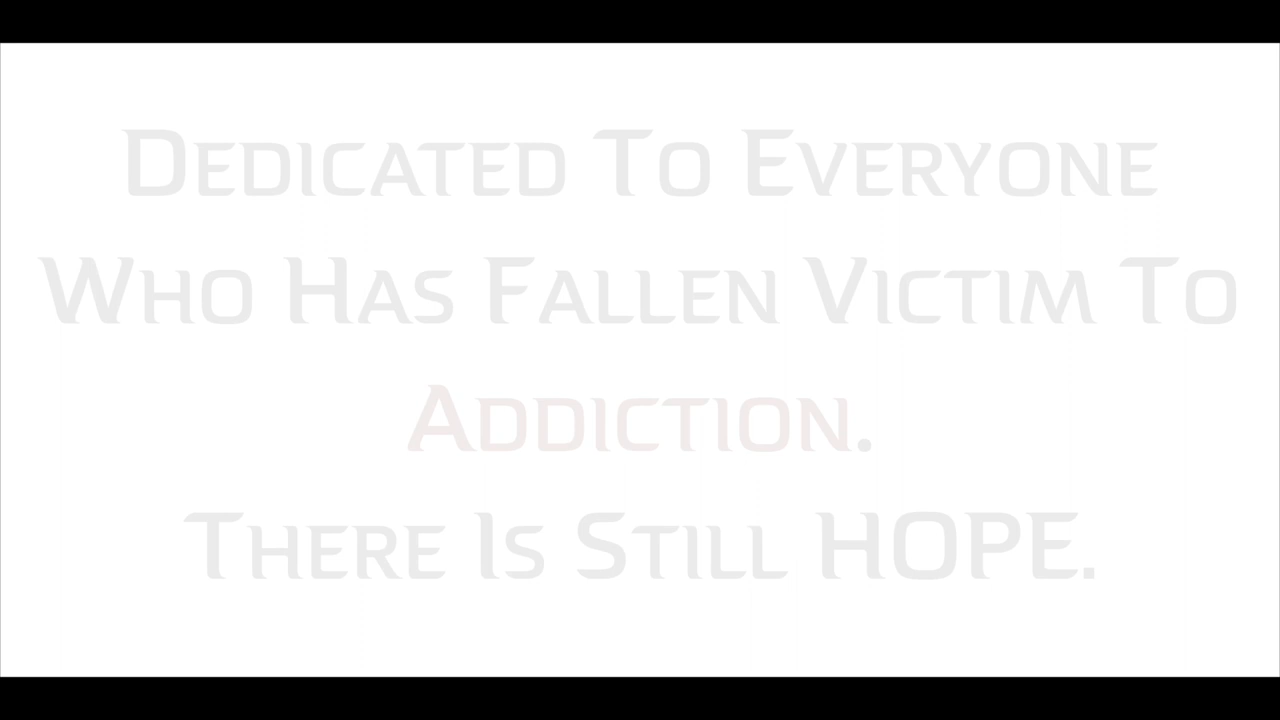 Dedicated To Everyone
Who Has Fallen Victim To
Addiction.
There Is Still HOPE.